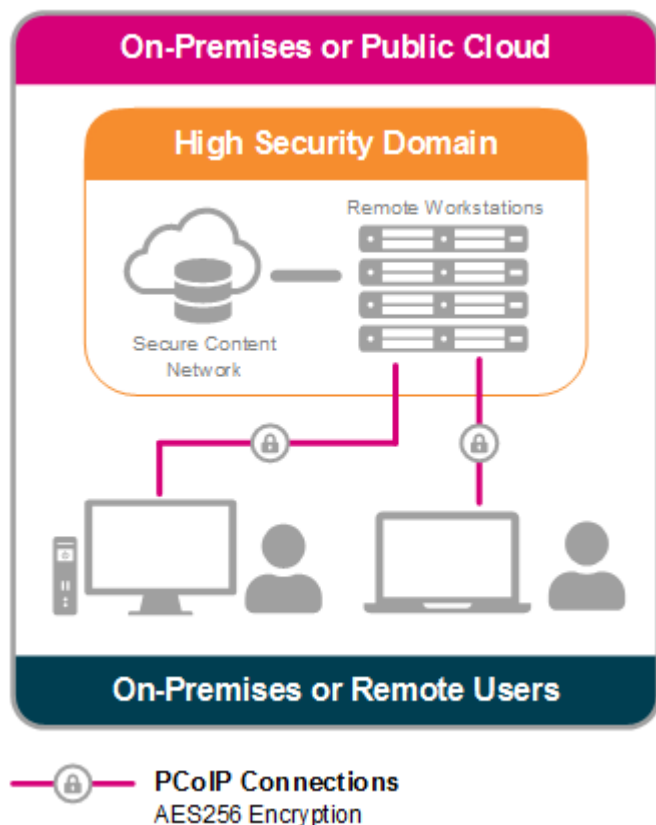 On-Premises or Public Cloud
High Security Domain
Remote Workstations
Secure Content
Network
On-Premises or Remote Users
PCoIP Connections
AES256 Encryption